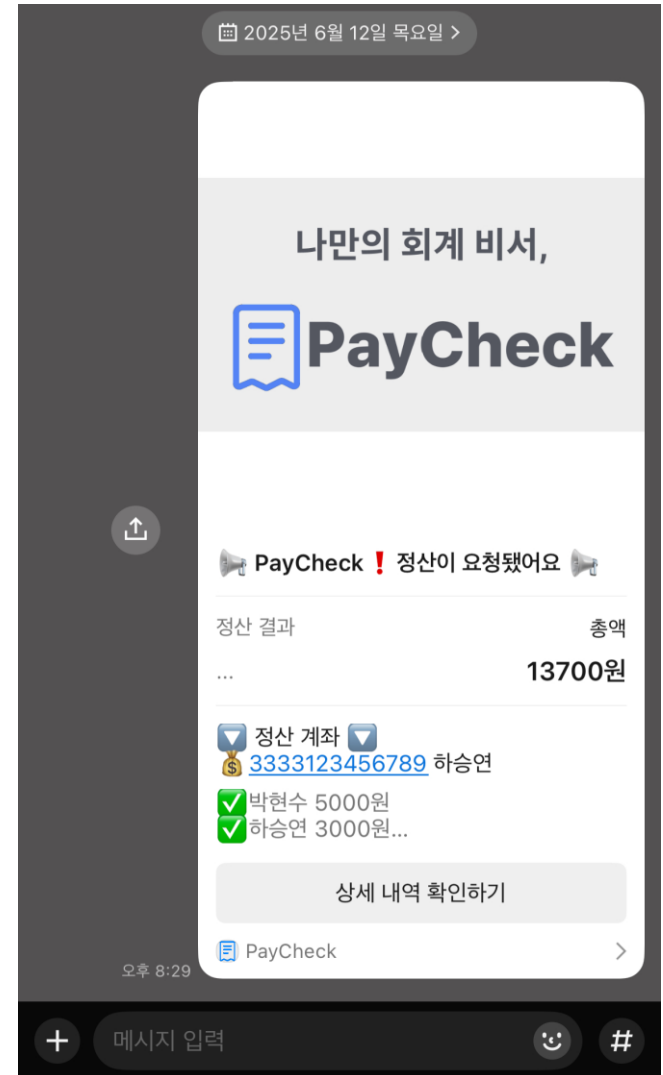 2025년 6월 12일 목요일
나만의 회계 비서,
PayCheck
📢 PayCheck❗ 정산이 요청됐어요 📢
정산 결과 총액
... 13700원
🔽 정산 계좌 🔽
💰 3333123456789 하승연
✅박현수 5000원
✅하승연 3000원...
상세 내역 확인하기
PayCheck
오후 8:29
메시지 입력
#